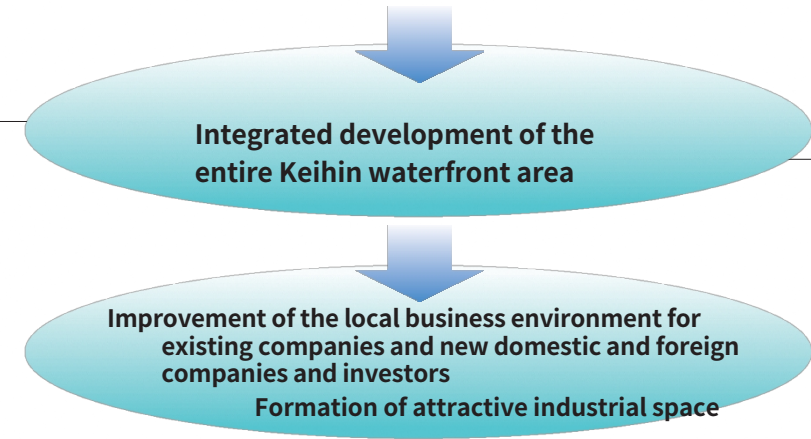 Integrated development of the
entire Keihin waterfront area
Improvement of the local business environment for
existing companies and new domestic and foreign
companies and investors
Formation of attractive industrial space